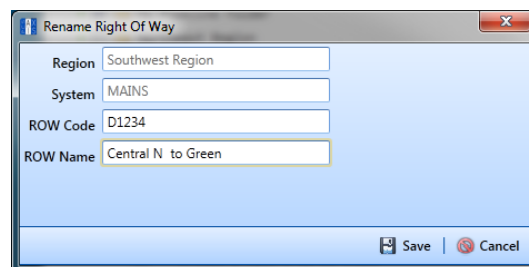 Rename Right Of Way
Region Southwest Region
System MAINS
ROW Code D1234
ROW Name Central N  to Green
Save | Cancel